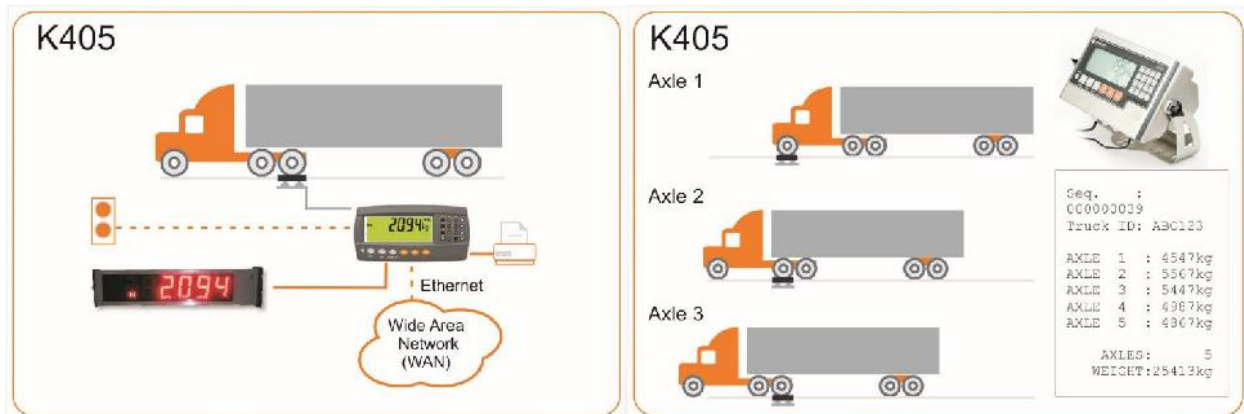 K405
2094 kg
2094
Ethernet
Wide Area
Network
(WAN)
K405
Axle 1
Axle 2
Axle 3
Seq. :
000000039
Truck ID: ABC123
AXLE 1 : 4547kg
AXLE 2 : 5567kg
AXLE 3 : 5447kg
AXLE 4 : 4987kg
AXLE 5 : 4867kg
AXLES: 5
WEIGHT:25413kg